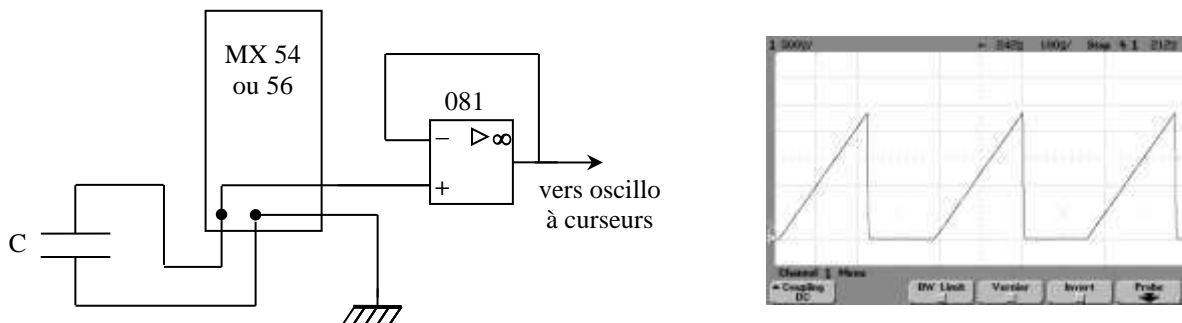 MX 54
ou 56
081
− ▷ ∞
+
vers oscillo
à curseurs
C
Channel 1 Menu
Coupling
DC
BW Limit
Vernier
Invert
Probe